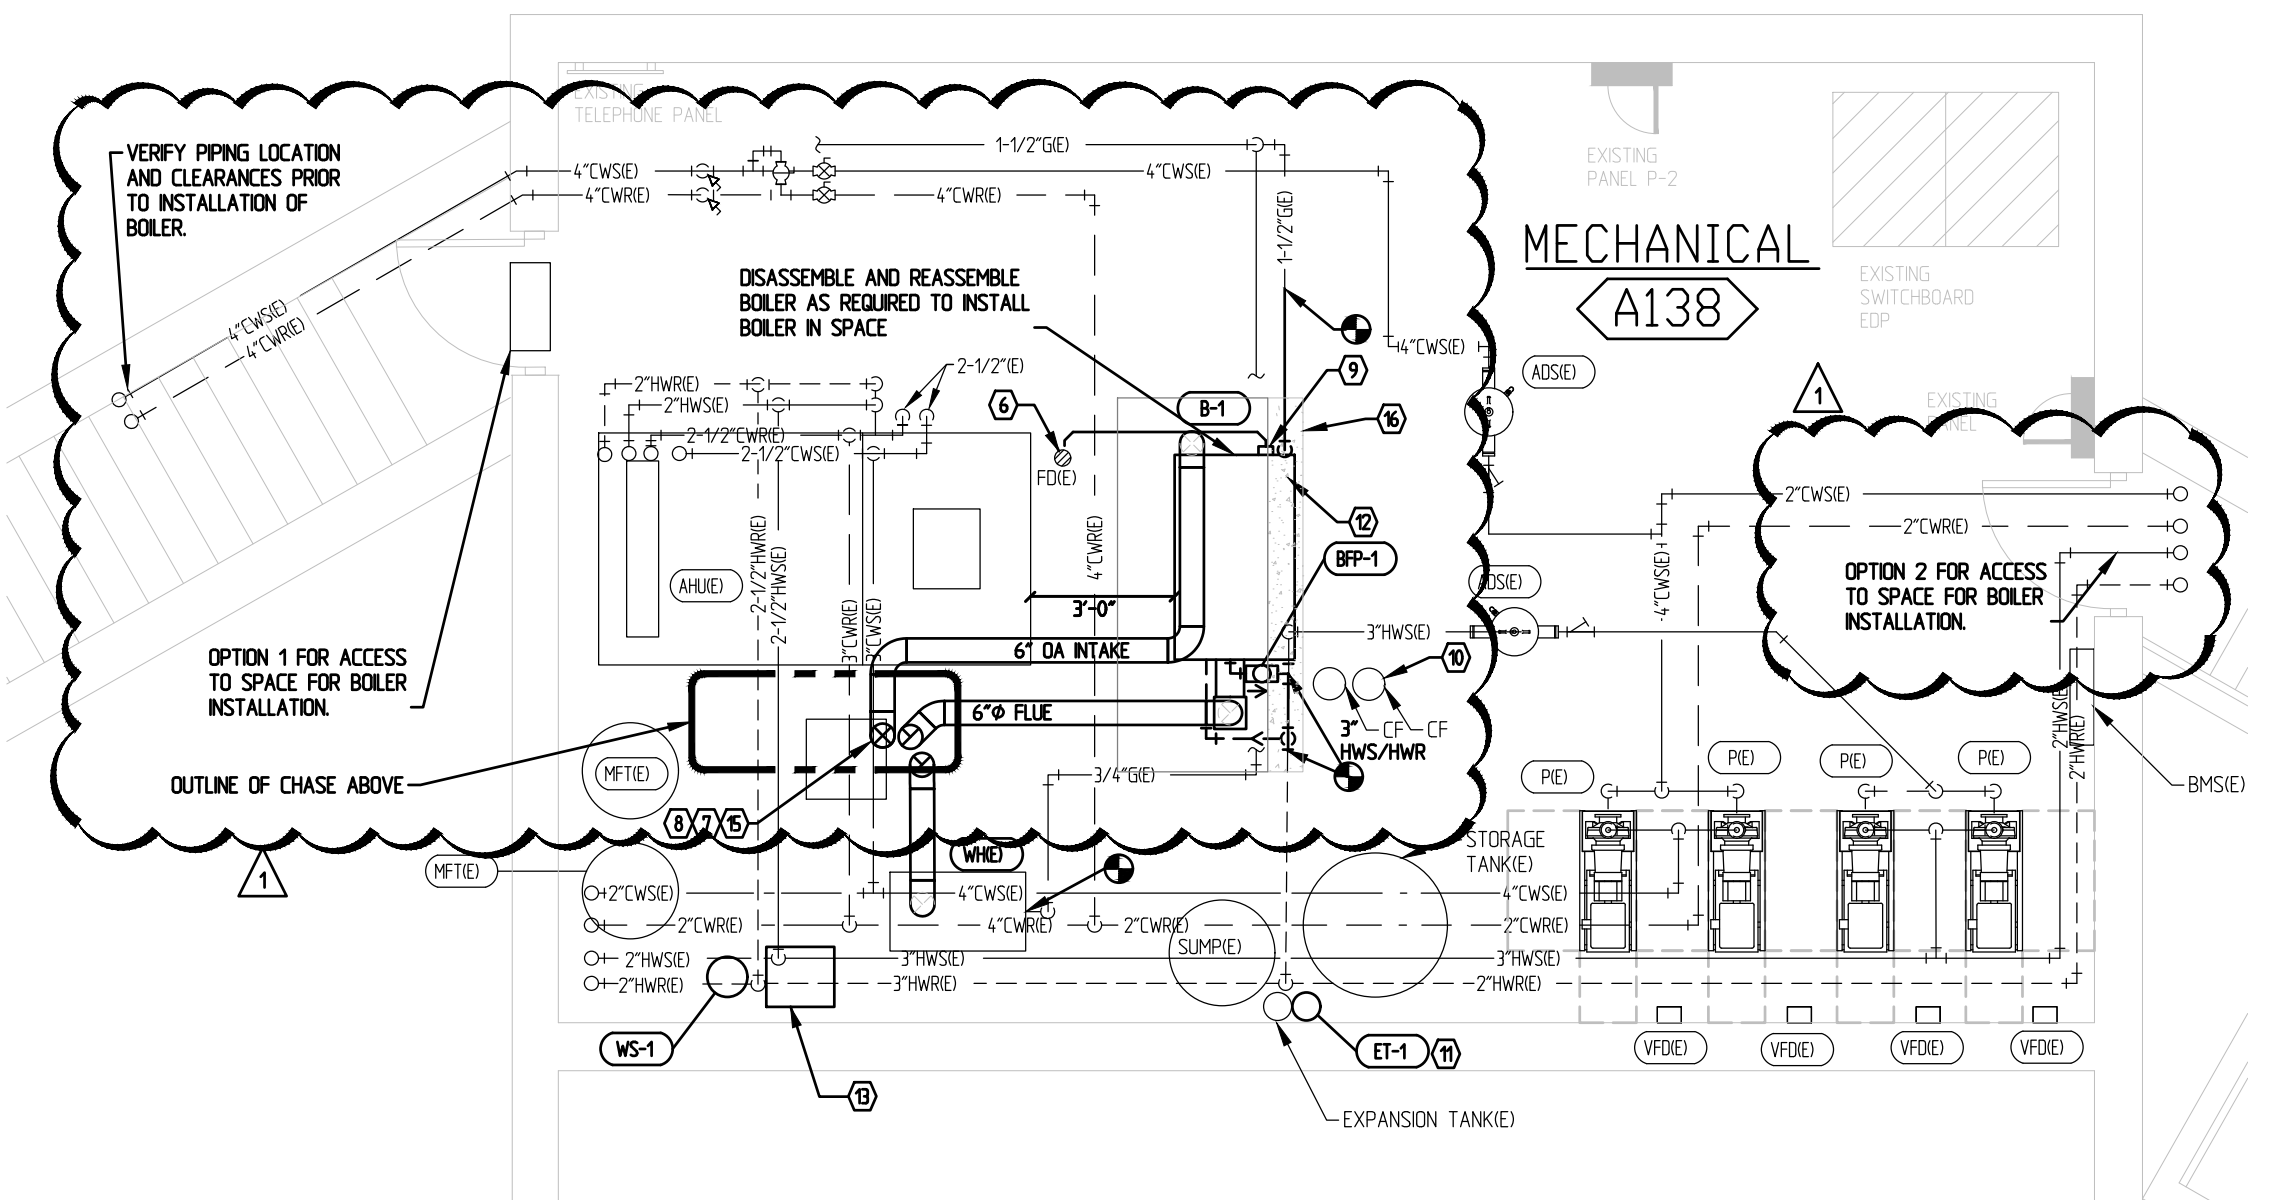 EXISTING
TELEPHONE PANEL
VERIFY PIPING LOCATION
AND CLEARANCES PRIOR
TO INSTALLATION OF
BOILER.
1-1/2"G(E)
4"CWS(E)
4"CWS(E)
4"CWR(E)
4"CWR(E)
1-1/2"G(E)
EXISTING
PANEL P-2
MECHANICAL
A138
EXISTING
SWITCHBOARD
EDP
DISASSEMBLE AND REASSEMBLE
BOILER AS REQUIRED TO INSTALL
BOILER IN SPACE
4"CWS(E)
4"CWR(E)
4"CWS(E)
ADS(E)
9
2-1/2"(E)
2"HWR(E)
2"HWS(E)
6
B-1
16
1
EXISTING
PANEL
2-1/2"CWR(E)
2-1/2"CWS(E)
FD(E)
12
2"CWS(E)
2"CWR(E)
BFP-1
4"CWR(E)
2-1/2"HWR(E)
2-1/2"HWS(E)
AHU(E)
3"CWR(E)
3"CWS(E)
3'-0"
ADS(E)
4"CWS(E)
OPTION 2 FOR ACCESS
TO SPACE FOR BOILER
INSTALLATION.
3"HWS(E)
6" OA INTAKE
10
OPTION 1 FOR ACCESS
TO SPACE FOR BOILER
INSTALLATION.
6"Ø FLUE
CF
CF
3"
HWS/HWR
2"HWS(E)
2"HWR(E)
MFT(E)
OUTLINE OF CHASE ABOVE
3/4"G(E)
P(E)
P(E)
P(E)
P(E)
BMS(E)
8
7
15
WH(E)
STORAGE
TANK(E)
1
MFT(E)
2"CWS(E)
4"CWS(E)
4"CWS(E)
2"CWR(E)
4"CWR(E)
2"CWR(E)
2"CWR(E)
SUMP(E)
2"HWS(E)
3"HWS(E)
3"HWS(E)
2"HWR(E)
3"HWR(E)
2"HWR(E)
WS-1
ET-1
11
VFD(E)
VFD(E)
VFD(E)
VFD(E)
13
EXPANSION TANK(E)